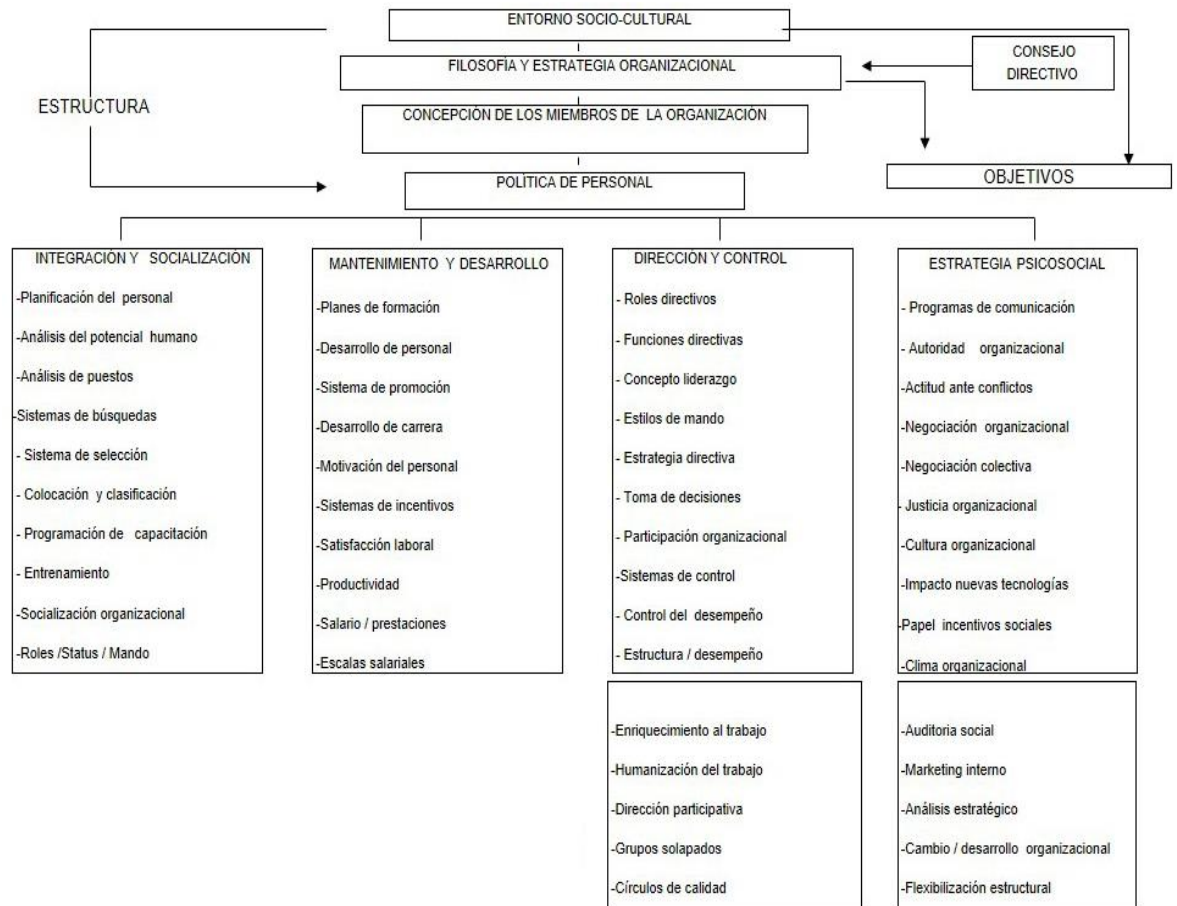 ENTORNO SOCIO-CULTURAL
FILOSOFÍA Y ESTRATEGIA ORGANIZACIONAL
CONSEJO
DIRECTIVO
ESTRUCTURA
CONCEPCIÓN DE LOS MIEMBROS DE LA ORGANIZACIÓN
OBJETIVOS
POLÍTICA DE PERSONAL
INTEGRACIÓN Y SOCIALIZACIÓN
-Planificación del personal
-Análisis del potencial humano
-Análisis de puestos
-Sistemas de búsquedas
- Sistema de selección
- Colocación y clasificación
- Programación de capacitación
- Entrenamiento
-Socialización organizacional
-Roles /Status / Mando
MANTENIMIENTO Y DESARROLLO
-Planes de formación
-Desarrollo de personal
-Sistema de promoción
-Desarrollo de carrera
-Motivación del personal
-Sistemas de incentivos
-Satisfacción laboral
-Productividad
-Salario / prestaciones
-Escalas salariales
DIRECCIÓN Y CONTROL
- Roles directivos
- Funciones directivas
- Concepto liderazgo
- Estilos de mando
- Estrategia directiva
- Toma de decisiones
- Participación organizacional
-Sistemas de control
- Control del desempeño
- Estructura / desempeño
-Enriquecimiento al trabajo
-Humanización del trabajo
-Dirección participativa
-Grupos solapados
-Círculos de calidad
ESTRATEGIA PSICOSOCIAL
- Programas de comunicación
- Autoridad organizacional
-Actitud ante conflictos
-Negociación organizacional
-Negociación colectiva
- Justicia organizacional
-Cultura organizacional
-Impacto nuevas tecnologías
-Papel incentivos sociales
-Clima organizacional
-Auditoria social
-Marketing interno
-Análisis estratégico
-Cambio / desarrollo organizacional
-Flexibilización estructural